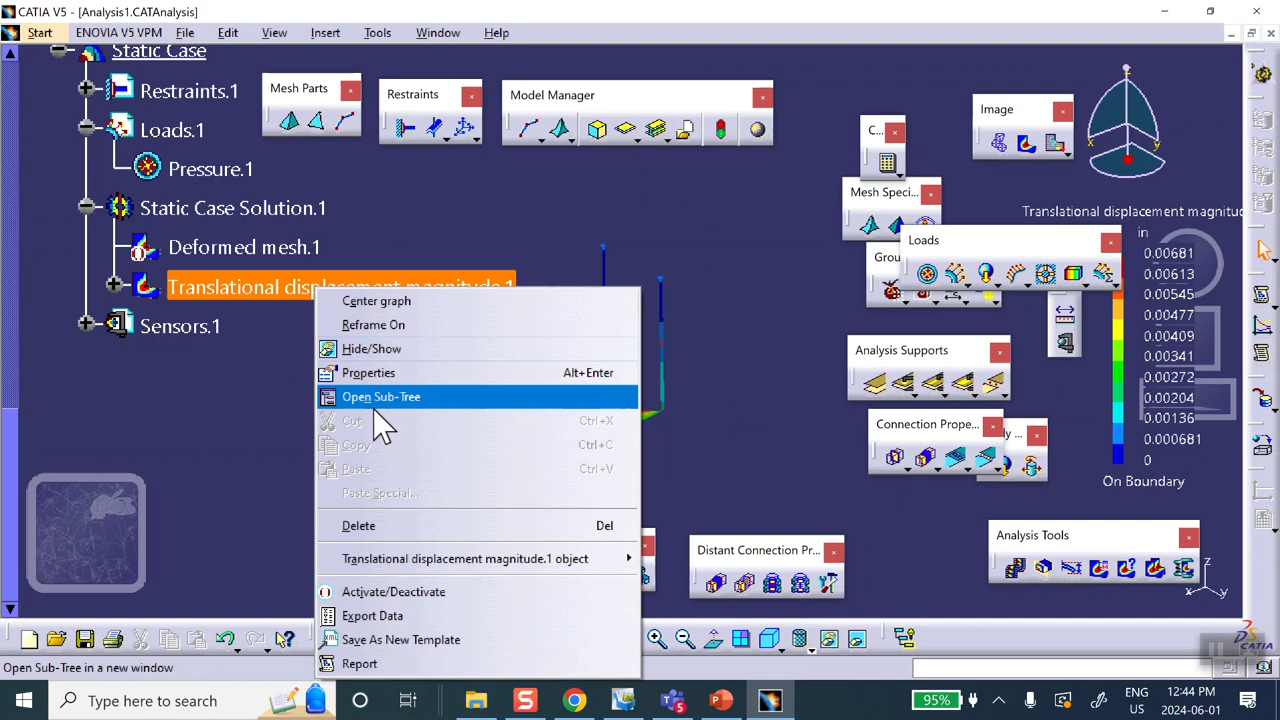 CATIA V5 - [Analysis1.CATAnalysis]
Start ENOVIA V5 VPM File Edit View Insert Tools Window Help
Static Case
Restraints.1
Loads.1
Pressure.1
Static Case Solution.1
Deformed mesh.1
Translational displacement magnitude.1
Sensors.1
Mesh Parts
Restraints
Model Manager
C...
Image
Mesh Speci...
Loads
Grou
Analysis Supports
Connection Prope...
y ...
Distant Connection Pr...
Analysis Tools
x y
Translational displacement magnitu
in
0.00681
0.00613
0.00545
0.00477
0.00409
0.00341
0.00272
0.00204
0.00136
0.000681
0
On Boundary
z
x y
Center graph
Reframe On
Hide/Show
Properties Alt+Enter
Open Sub-Tree
Cut Ctrl+X
Copy Ctrl+C
Paste Ctrl+V
Paste Special...
Delete Del
Translational displacement magnitude.1 object
Activate/Deactivate
Export Data
Save As New Template
Report
Open Sub-Tree in a new window
CATIA
Type here to search
95%
ENG
US
12:44 PM
2024-06-01